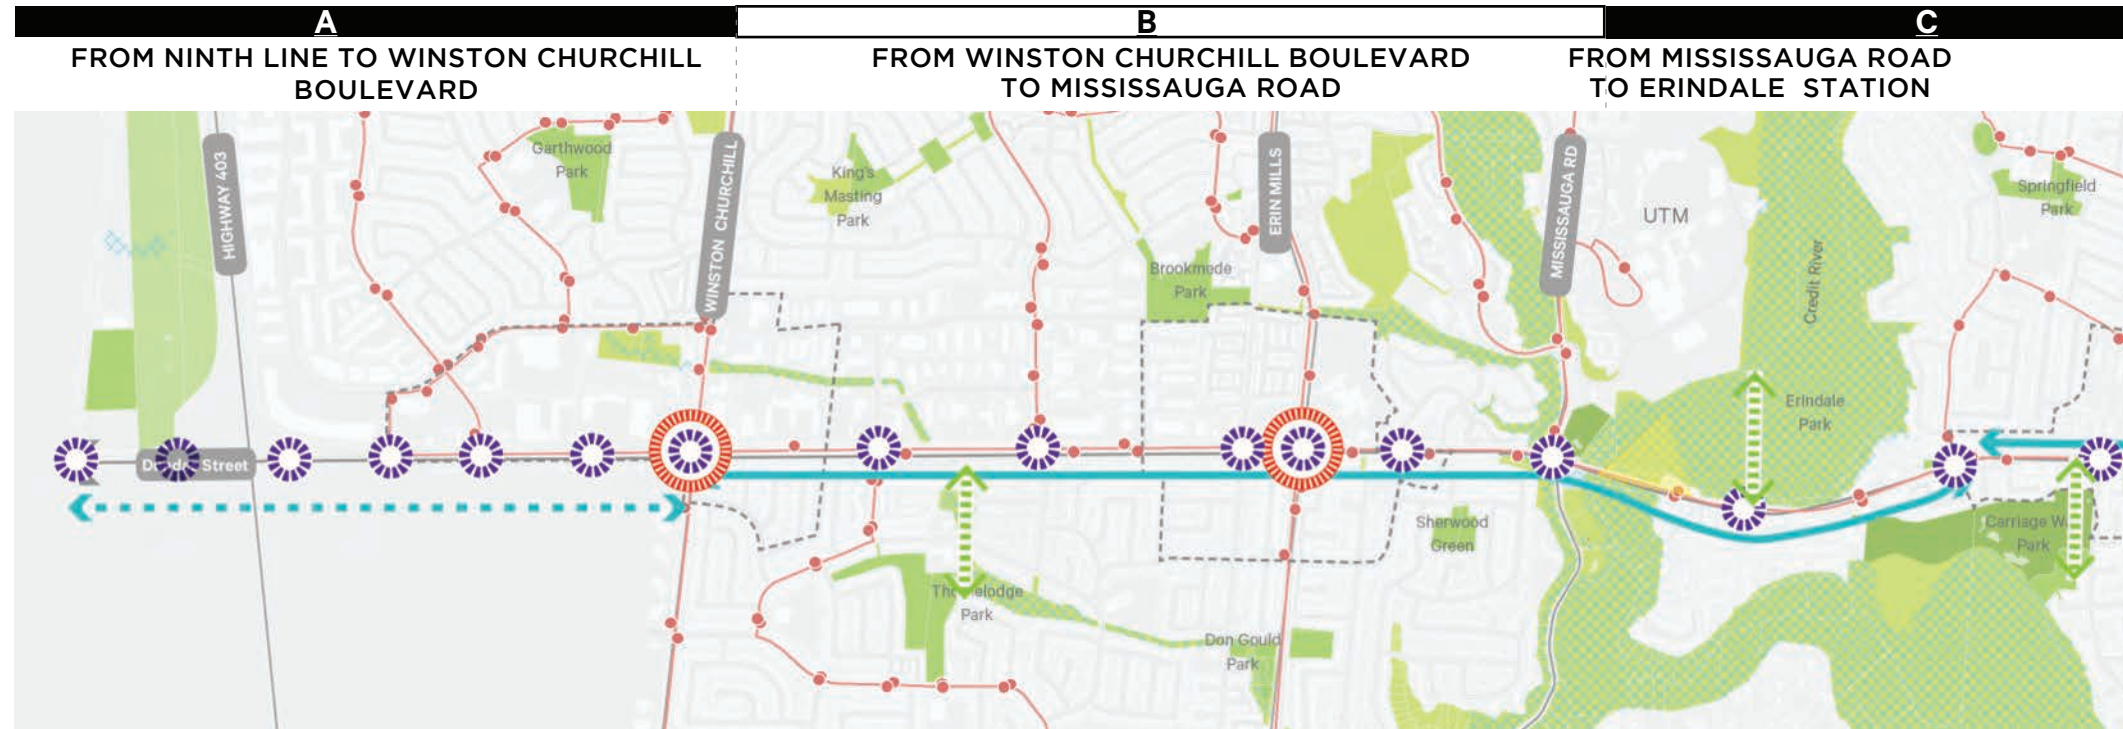 A
B
C
FROM NINTH LINE TO WINSTON CHURCHILL
BOULEVARD
FROM WINSTON CHURCHILL BOULEVARD
TO MISSISSAUGA ROAD
FROM MISSISSAUGA ROAD
TO ERINDALE STATION
HIGHWAY 403
Garthwood
Park
WINSTON CHURCHILL
King's
Masting
Park
Brookmede
Park
ERIN MILLS
MISSISSAUGA RD
UTM
Credit River
Springfield
Park
Erindale
Park
Street
Sherwood
Green
Carriage W
Park
Park
Don Gould
Park